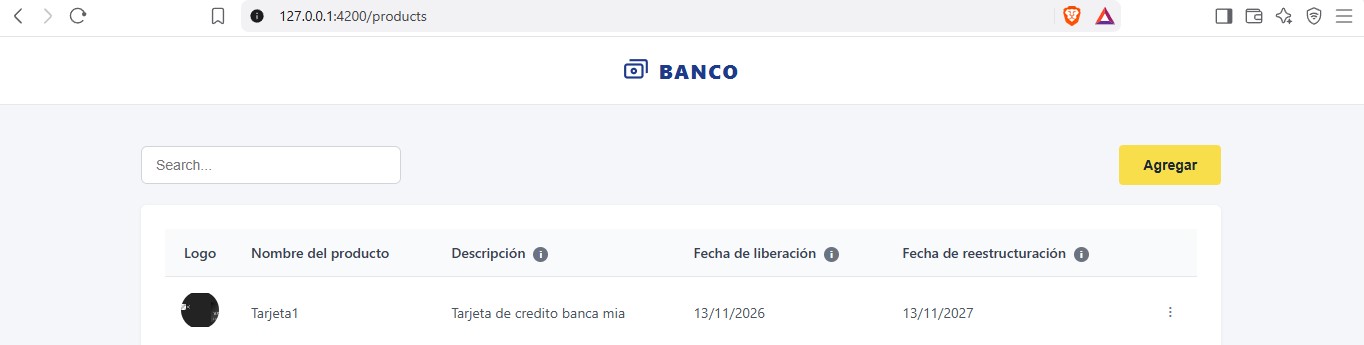 127.0.0.1:4200/products
BANCO
Search...
Agregar
Logo Nombre del producto Descripción i Fecha de liberación i Fecha de reestructuración i
Tarjeta1 Tarjeta de credito banca mia 13/11/2026 13/11/2027